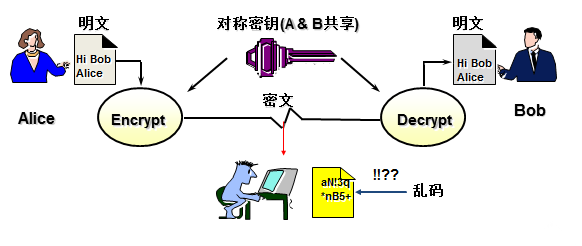 明文
对称密钥(A & B共享)
明文
Hi Bob
Alice
Hi Bob
Alice
Alice
Encrypt
密文
Decrypt
Bob
aN!3q
*nB5+
!!??
乱码